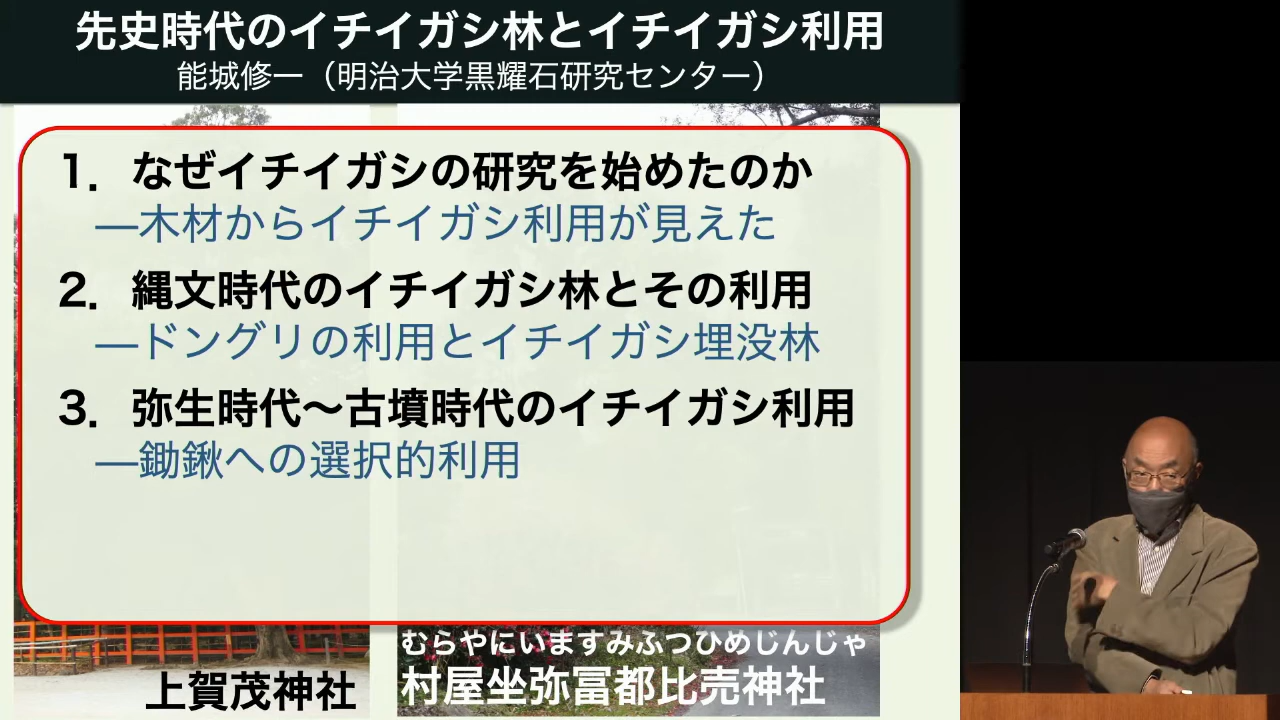 先史時代のイチイガシ林とイチイガシ利用
能城修一（明治大学黒耀石研究センター）
1．なぜイチイガシの研究を始めたのか
―木材からイチイガシ利用が見えた
2．縄文時代のイチイガシ林とその利用
―ドングリの利用とイチイガシ埋没林
3．弥生時代～古墳時代のイチイガシ利用
―鋤鍬への選択的利用
上賀茂神社
むらやにいますみふつひめじんじゃ
村屋坐弥冨都比売神社